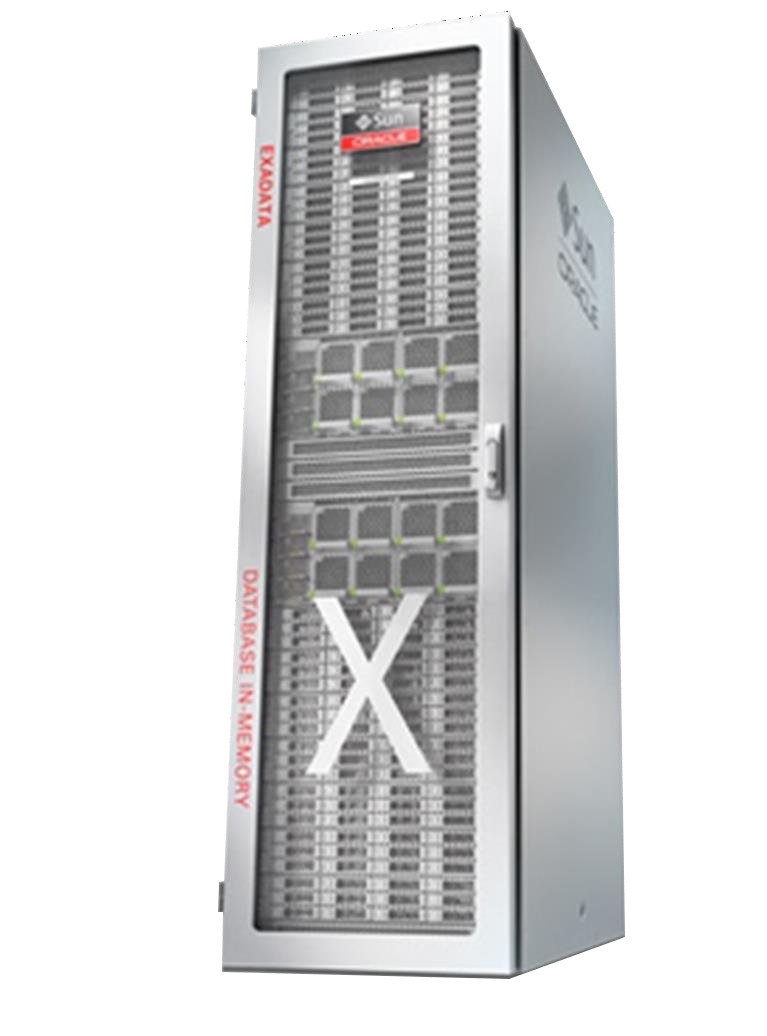 Sun
ORACLE
EXADATA
Sun
ORACLE
DATABASE IN-MEMORY
X